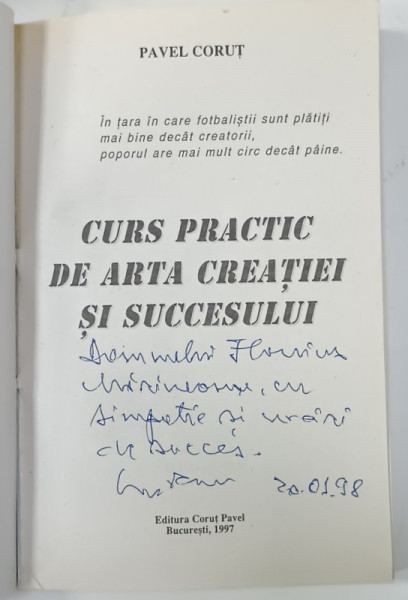 PAVEL CORUȚ
În țara în care fotbaliștii sunt plătiți
mai bine decât creatorii,
poporul are mai mult circ decât pâine.
CURS PRACTIC
DE ARTA CREAȚIEI
ȘI SUCCESULUI
Domnului
cu
simpatie și urări
de succes.
20.01.98
Editura Coruț Pavel
București, 1997